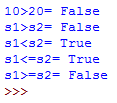 10>20= False
s1>s2= False
s1<s2= True
s1<=s2= True
s1>=s2= False
>>>